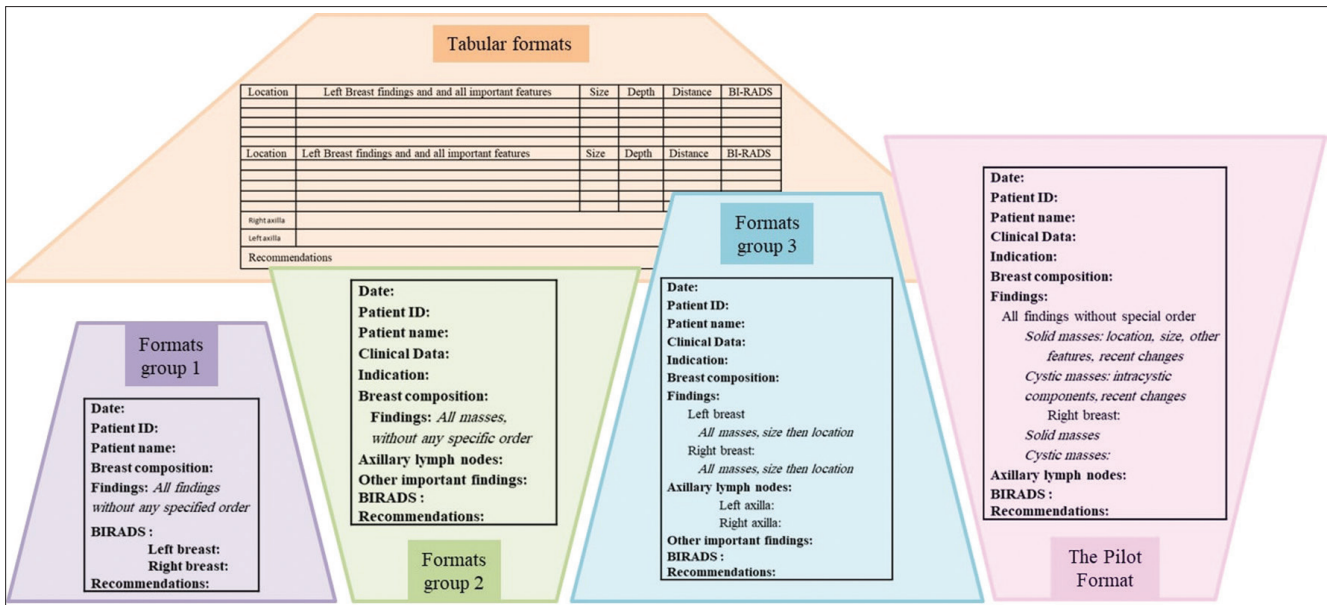 Tabular formats
Location Left Breast findings and and all important features Size Depth Distance BI-RADS
Location Left Breast findings and and all important features Size Depth Distance BI-RADS
Right axilla
Left axilla
Recommendations
Formats
group 1
Date:
Patient ID:
Patient name:
Breast composition:
Findings: All findings
without any specified order
BIRADS :
Left breast:
Right breast:
Recommendations:
Date:
Patient ID:
Patient name:
Clinical Data:
Indication:
Breast composition:
Findings: All masses,
without any specific order
Axillary lymph nodes:
Other important findings:
BIRADS :
Recommendations:
Formats
group 2
Formats
group 3
Date:
Patient ID:
Patient name:
Clinical Data:
Indication:
Breast composition:
Findings:
Left breast
All masses, size then location
Right breast:
All masses, size then location
Axillary lymph nodes:
Left axilla:
Right axilla:
Other important findings:
BIRADS:
Recommendations:
Date:
Patient ID:
Patient name:
Clinical Data:
Indication:
Breast composition:
Findings:
All findings without special order
Solid masses: location, size, other
features, recent changes
Cystic masses: intracystic
components, recent changes
Right breast:
Solid masses
Cystic masses:
Axillary lymph nodes:
BIRADS :
Recommendations:
The Pilot
Format